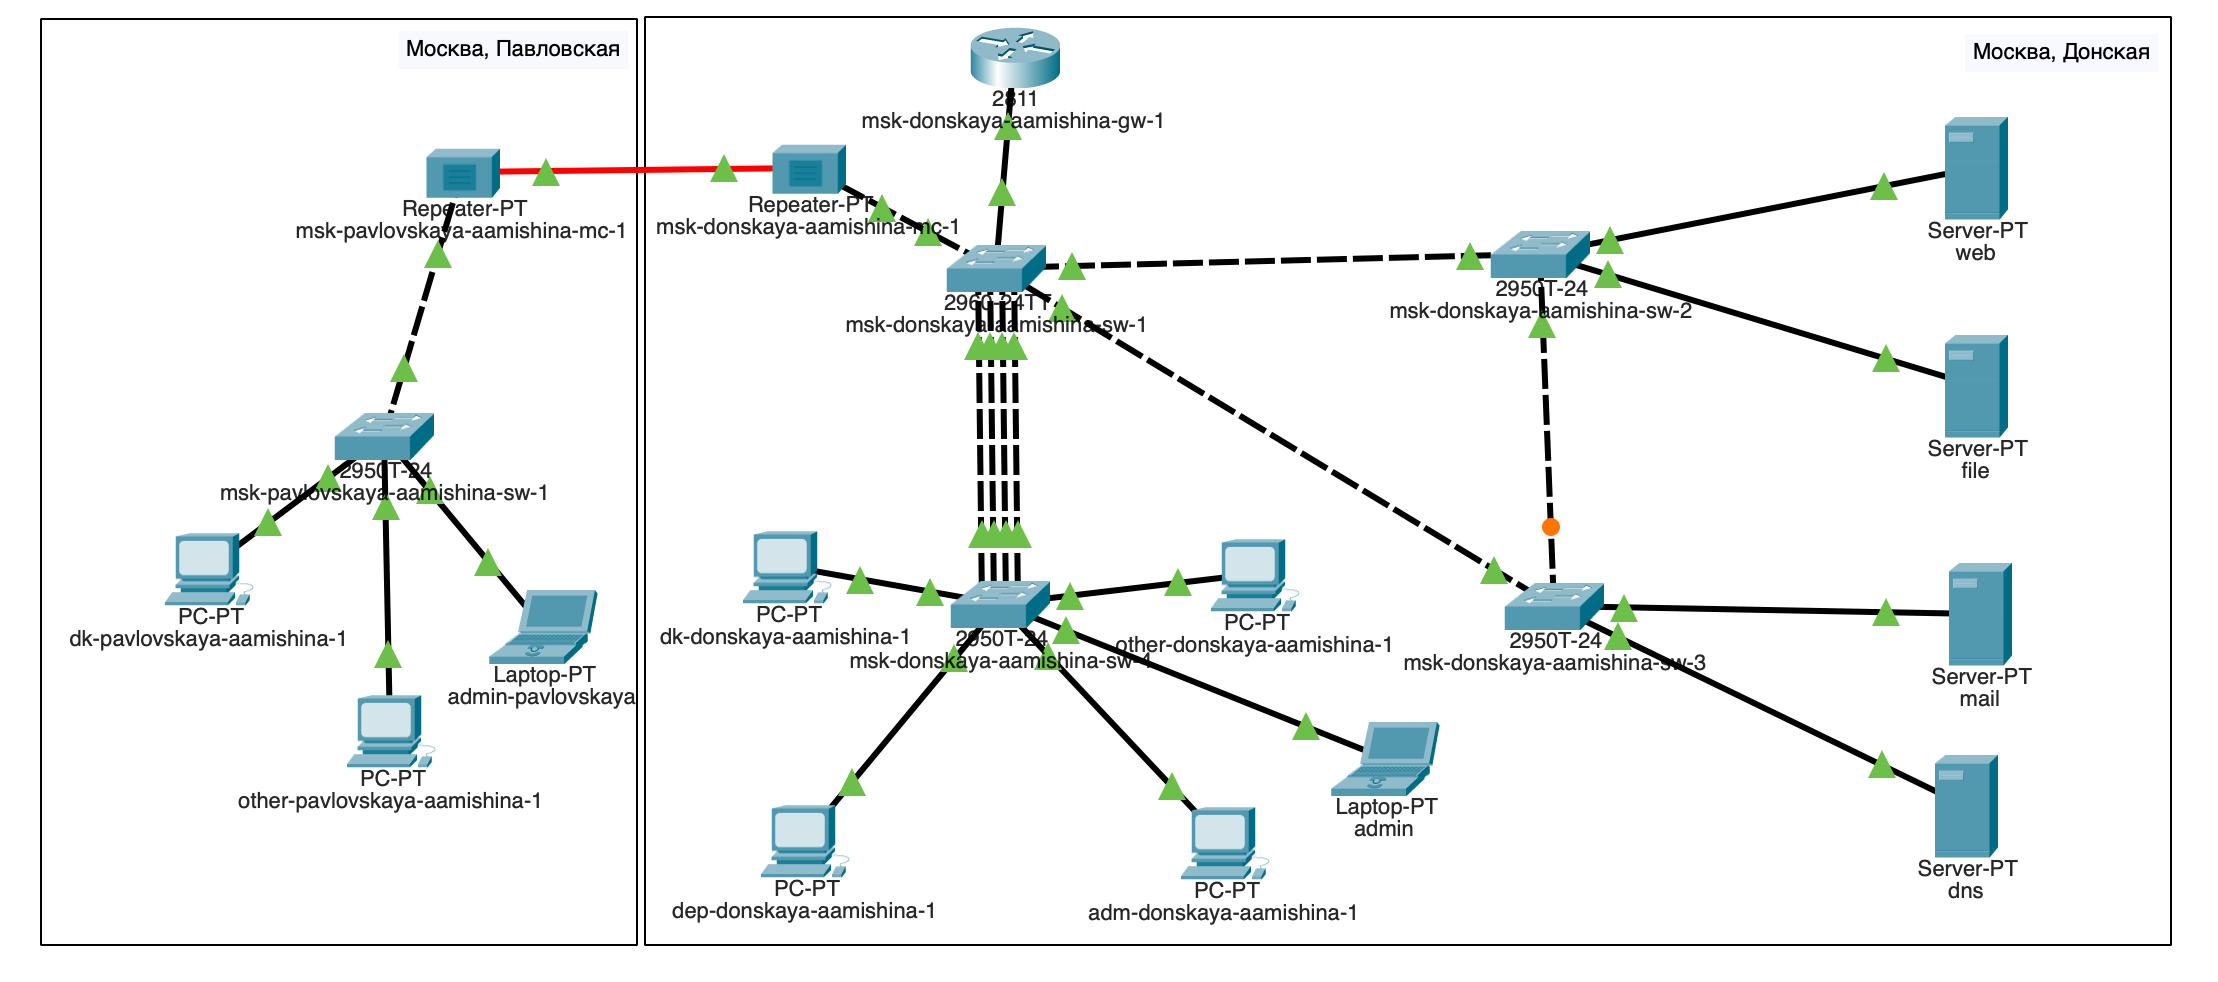 Москва, Павловская
Москва, Донская
2811
msk-donskaya-aamishina-gw-1
Repeater-PT
msk-pavlovskaya-aamishina-mc-1
Repeater-PT
msk-donskaya-aamishina-mc-1
Server-PT
web
2960-24TT
msk-donskaya-aamishina-sw-1
2950T-24
msk-donskaya-aamishina-sw-2
Server-PT
file
2950T-24
msk-pavlovskaya-aamishina-sw-1
PC-PT
dk-pavlovskaya-aamishina-1
Laptop-PT
admin-pavlovskaya
PC-PT
other-pavlovskaya-aamishina-1
PC-PT
dk-donskaya-aamishina-1
2950T-24
msk-donskaya-aamishina-sw-4
PC-PT
other-donskaya-aamishina-1
2950T-24
msk-donskaya-aamishina-sw-3
Server-PT
mail
Laptop-PT
admin
PC-PT
dep-donskaya-aamishina-1
PC-PT
adm-donskaya-aamishina-1
Server-PT
dns